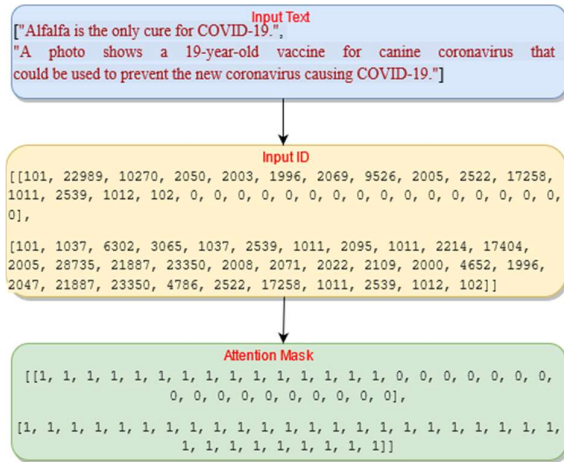 Input Text
["Alfalfa is the only cure for COVID-19.",
"A photo shows a 19-year-old vaccine for canine coronavirus that
could be used to prevent the new coronavirus causing COVID-19."]
Input ID
[[101, 22989, 10270, 2050, 2003, 1996, 2069, 9526, 2005, 2522, 17258,
1011, 2539, 1012, 102, 0, 0, 0, 0, 0, 0, 0, 0, 0, 0, 0, 0, 0, 0, 0, 0,
0],
[101, 1037, 6302, 3065, 1037, 2539, 1011, 2095, 1011, 2214, 17404,
2005, 28735, 21887, 23350, 2008, 2071, 2022, 2109, 2000, 4652, 1996,
2047, 21887, 23350, 4786, 2522, 17258, 1011, 2539, 1012, 102]]
Attention Mask
[[1, 1, 1, 1, 1, 1, 1, 1, 1, 1, 1, 1, 1, 1, 1, 0, 0, 0, 0, 0, 0, 0,
0, 0, 0, 0, 0, 0, 0, 0, 0, 0],
[1, 1, 1, 1, 1, 1, 1, 1, 1, 1, 1, 1, 1, 1, 1, 1, 1, 1, 1, 1, 1, 1, 1,
1, 1, 1, 1, 1, 1, 1, 1, 1]]